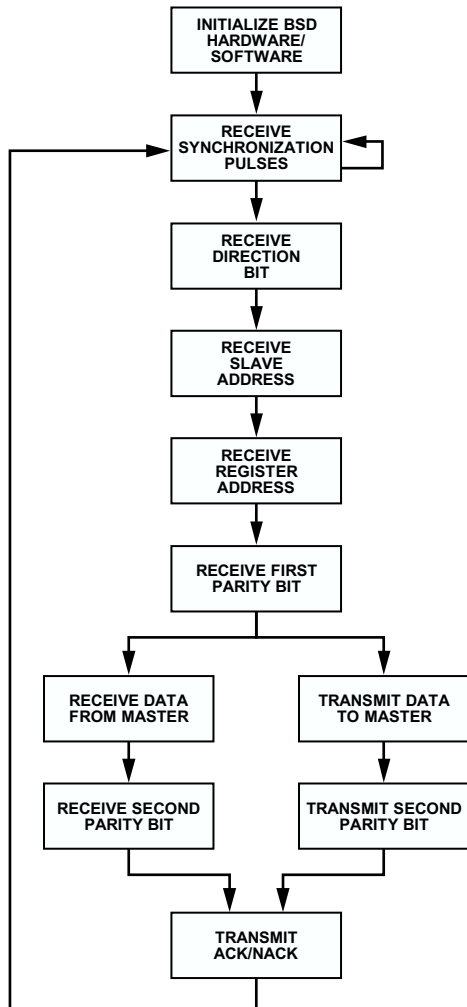 INITIALIZE BSD
HARDWARE/
SOFTWARE
RECEIVE
SYNCHRONIZATION
PULSES
RECEIVE
DIRECTION
BIT
RECEIVE
SLAVE
ADDRESS
RECEIVE
REGISTER
ADDRESS
RECEIVE FIRST
PARITY BIT
RECEIVE DATA
FROM MASTER
TRANSMIT DATA
TO MASTER
RECEIVE SECOND
PARITY BIT
TRANSMIT SECOND
PARITY BIT
TRANSMIT
ACK/NACK